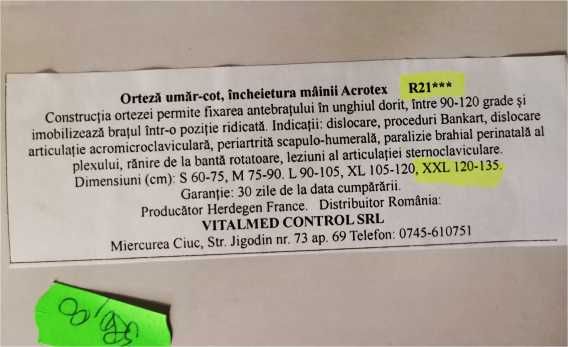 Orteză umăr-cot, încheietura mâinii Acrotex R21***
Construcția ortezei permite fixarea antebrațului în unghiul dorit, între 90-120 grade și
imobilizează brațul într-o poziție ridicată. Indicații: dislocare, proceduri Bankart, dislocare
articulație acromicroclaviculară, periartrită scapulo-humerală, paralizie brahial perinatală al
plexului, rănire de la bantă rotatoare, leziuni al articulației sternoclaviculare.
Dimensiuni (cm): S 60-75, M 75-90. L 90-105, XL 105-120, XXL 120-135.
Garanție: 30 zile de la data cumpărării.
Producător Herdegen France. Distribuitor România:
VITALMED CONTROL SRL
Miercurea Ciuc, Str. Jigodin nr. 73 ap. 69 Telefon: 0745-610751